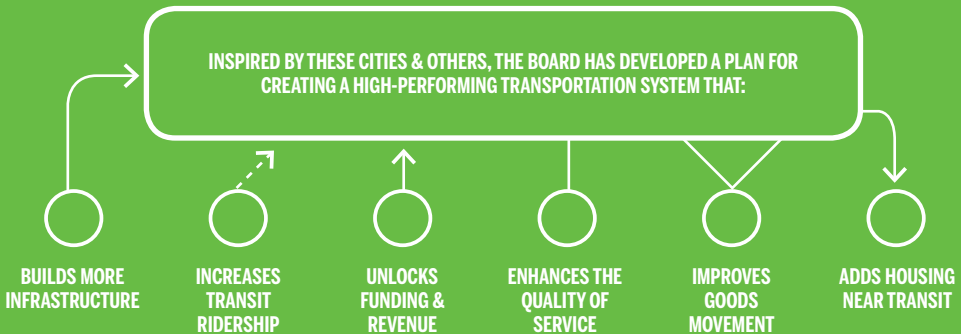 INSPIRED BY THESE CITIES & OTHERS, THE BOARD HAS DEVELOPED A PLAN FOR
CREATING A HIGH-PERFORMING TRANSPORTATION SYSTEM THAT:
BUILDS MORE
INFRASTRUCTURE
INCREASES
TRANSIT
RIDERSHIP
UNLOCKS
FUNDING &
REVENUE
ENHANCES THE
QUALITY OF
SERVICE
IMPROVES
GOODS
MOVEMENT
ADDS HOUSING
NEAR TRANSIT